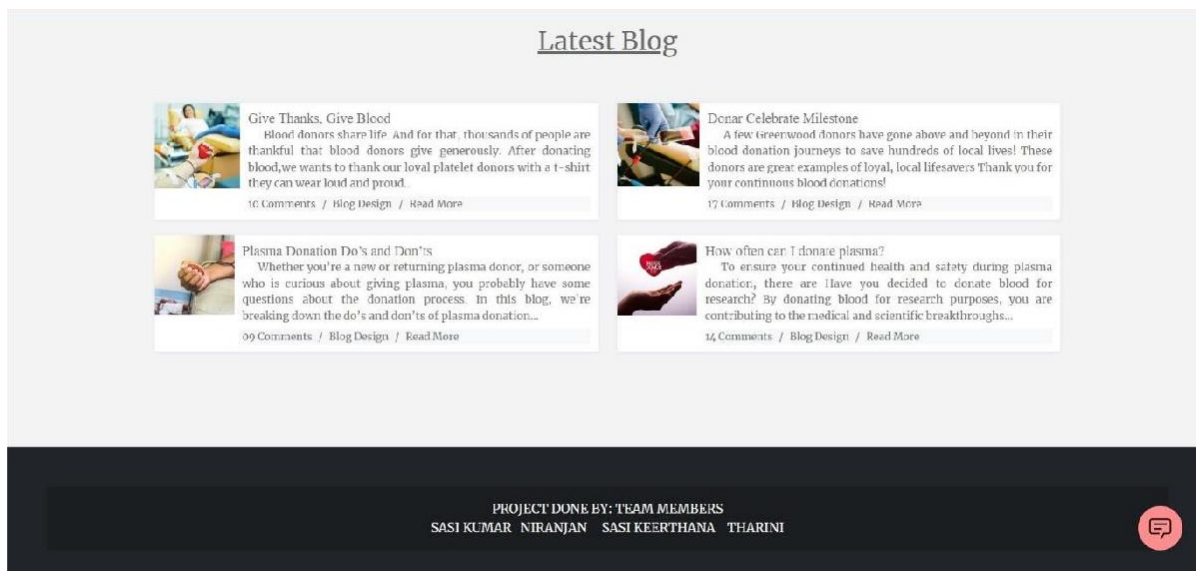 Latest Blog
Give Thanks, Give Blood
Blood donors share life. And for that, thousands of people are
thankful that blood donors give generously. After donating
blood,we wants to thank our loyal platelet donors with a t-shirt
they can wear loud and proud..
10 Comments / Blog Design / Read More
Donar Celebrate Milestone
A few Greenwood donors have gone above and beyond in their
blood donation journeys to save hundreds of local lives! These
donors are great examples of loyal, local lifesavers Thank you for
your continuous blood donations!
17 Comments / Blog Design / Read More
Plasma Donation Do's and Don'ts
Whether you're a new or returning plasma donor, or someone
who is curious about giving plasma, you probably have some
questions about the donation process. In this blog, we're
breaking down the do's and don'ts of plasma donation...
09 Comments / Blog Design / Read More
How often can I donate plasma?
To ensure your continued health and safety during plasma
donation, there are Have you decided to donate blood for
research? By donating blood for research purposes, you are
contributing to the medical and scientific breakthroughs...
14 Comments / Blog Design / Read More
PROJECT DONE BY: TEAM MEMBERS
SASI KUMAR NIRANJAN SASI KEERTHANA THARINI